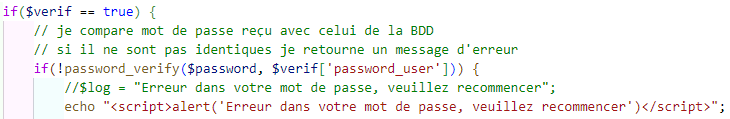 if($verif == true) {
// je compare mot de passe reçu avec celui de la BDD
// si il ne sont pas identiques je retourne un message d'erreur
if(!password_verify($password, $verif['password_user'])) {
//$log = "Erreur dans votre mot de passe, veuillez recommencer";
echo "<script>alert('Erreur dans votre mot de passe, veuillez recommencer')</script>";